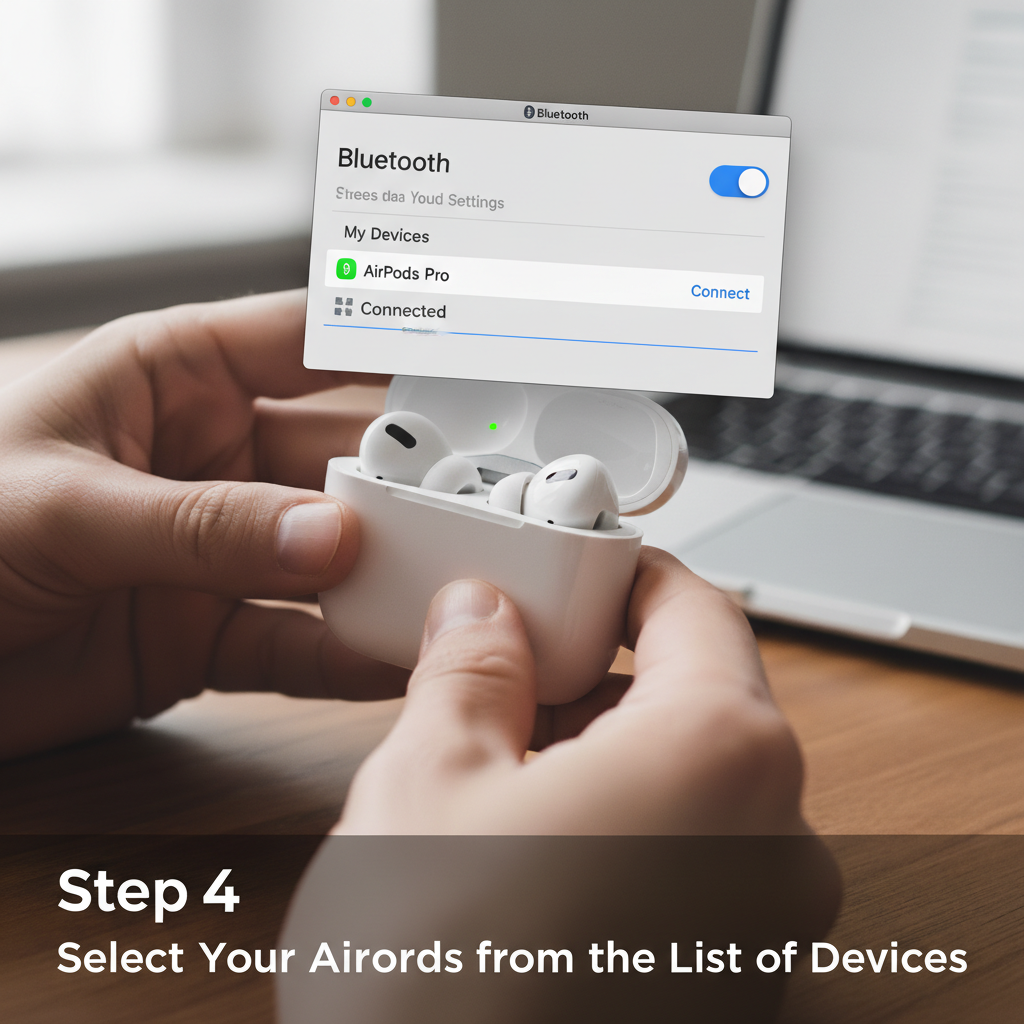 Bluetooth
Bluetooth
Strees daa Youd Settings
My Devices
AirPods Pro
Connect
Connected
Step 4
Select Your Airords from the List of Devices